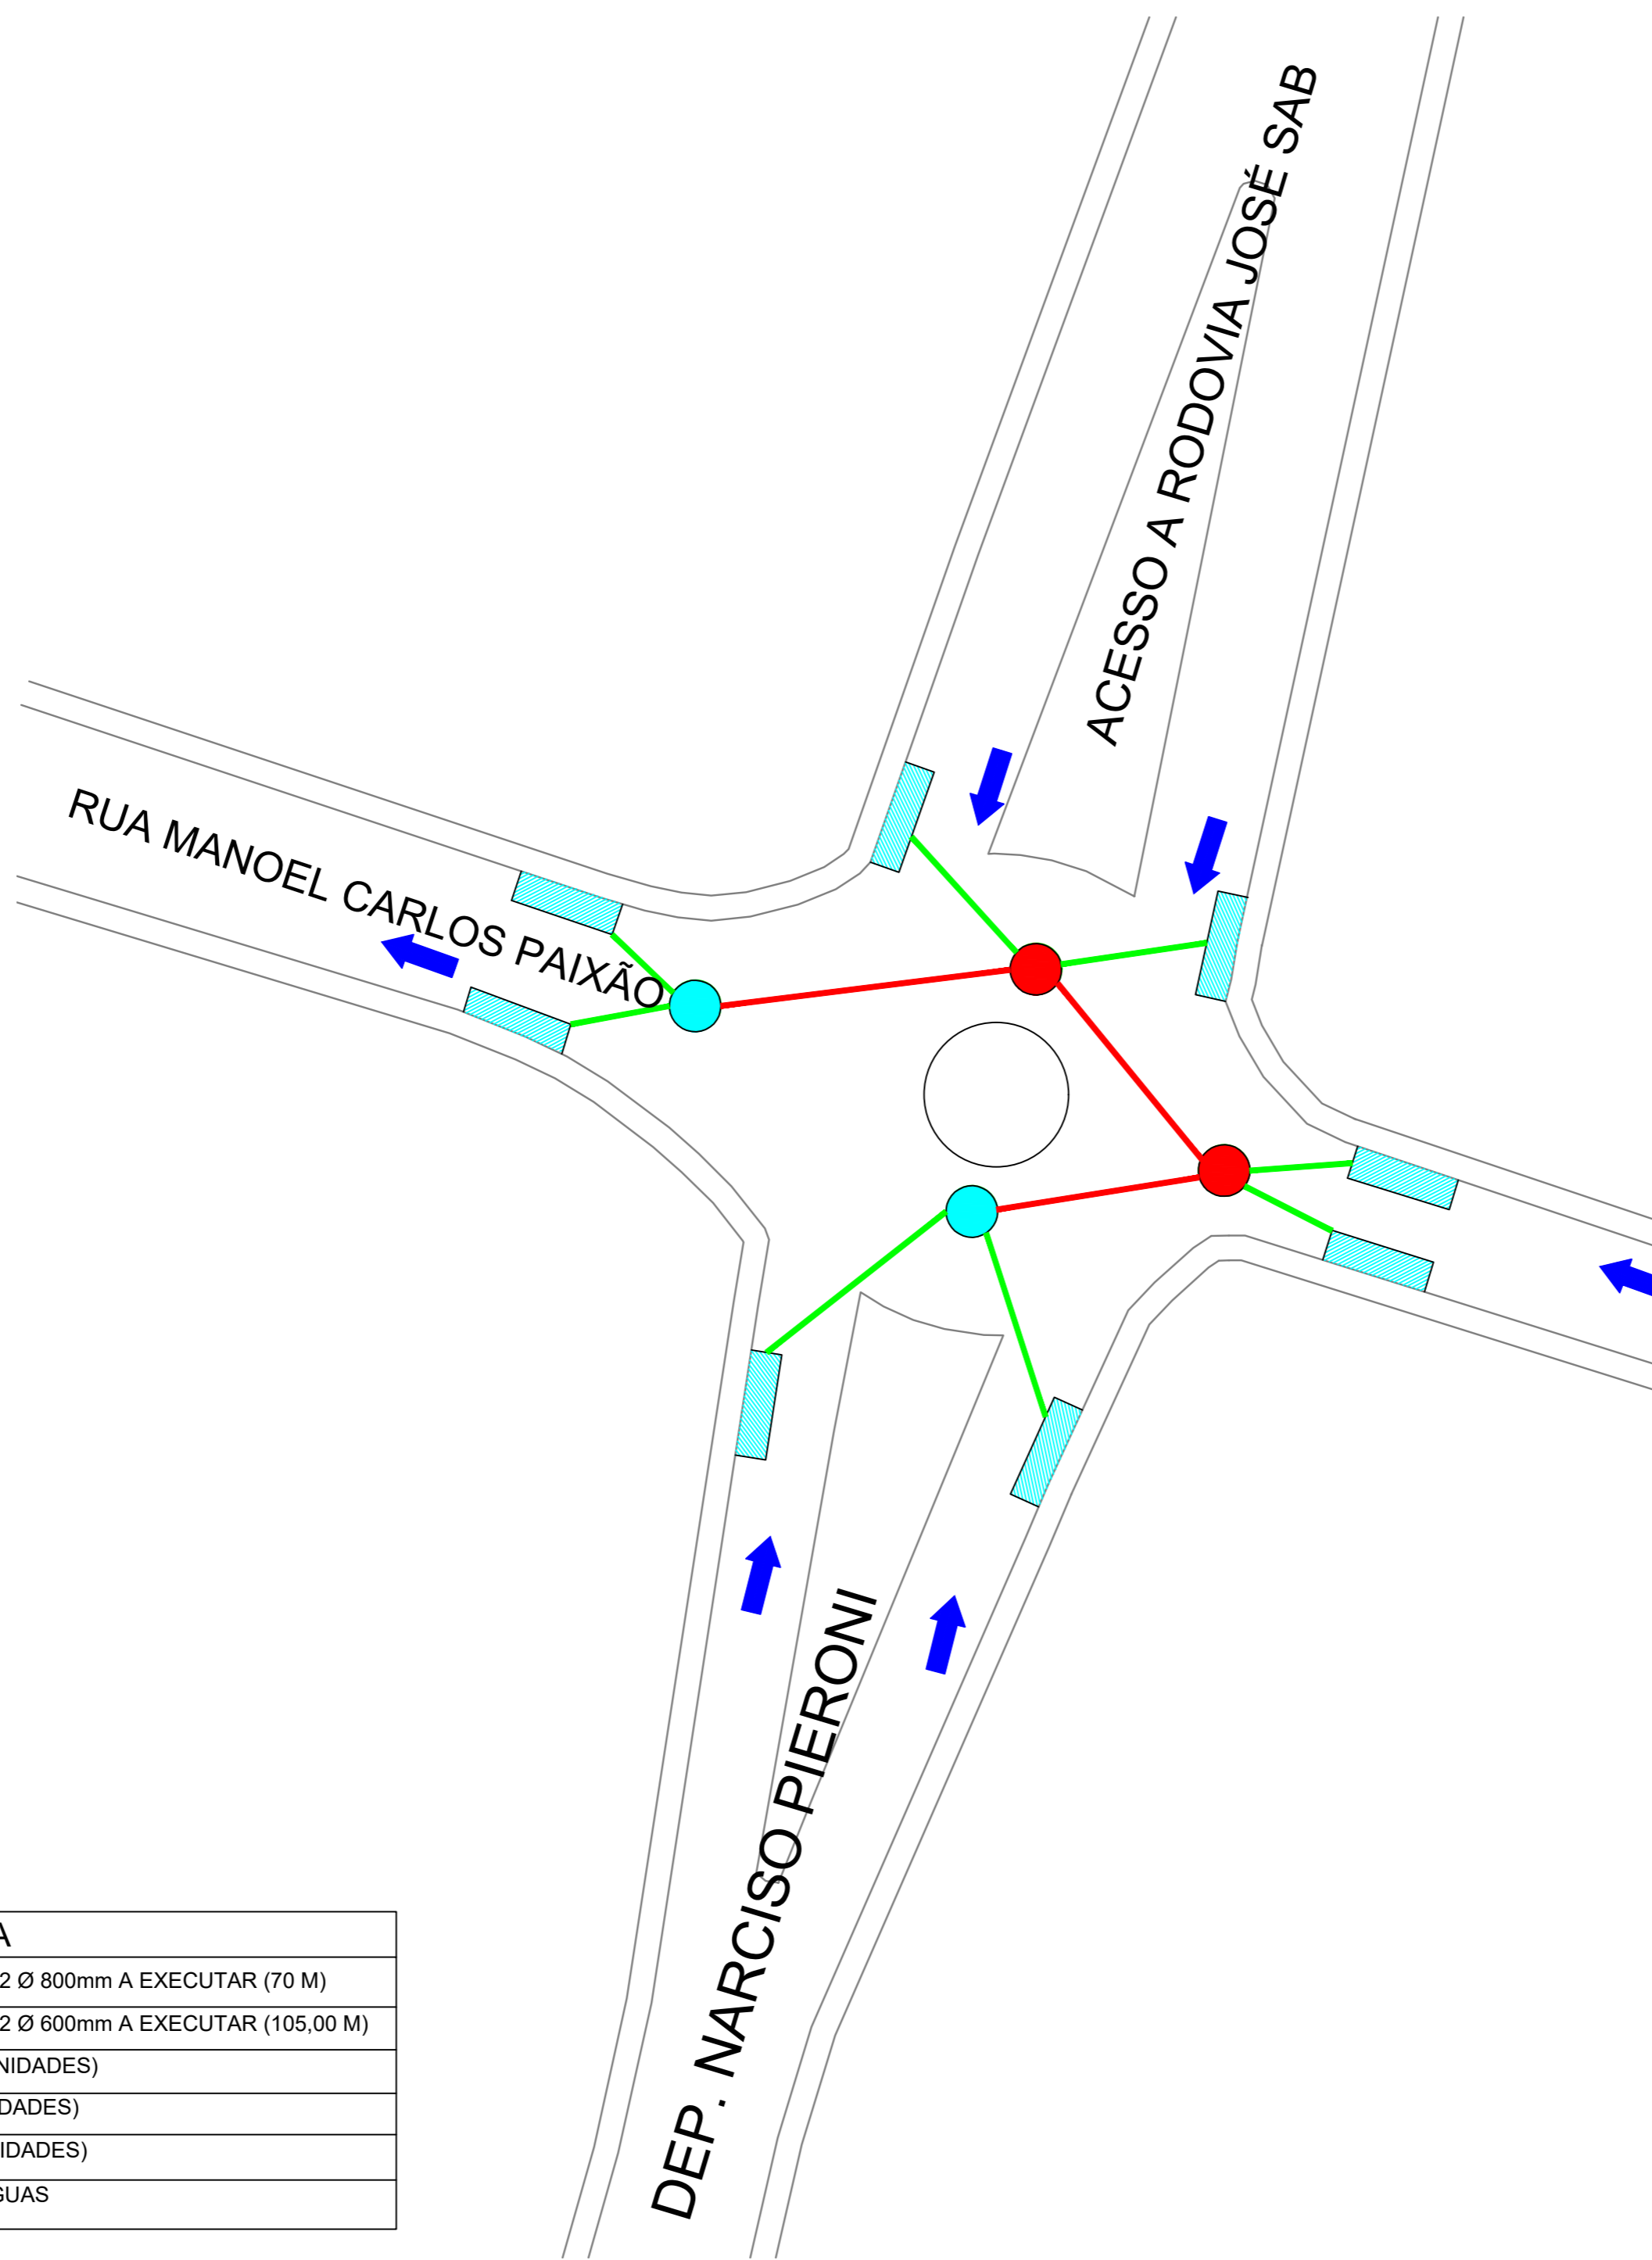 ACESSO A RODOVIA JOSÉ SAB
RUA MANOEL CARLOS PAIXÃO
DEP. NARCISO PIERONI
A
2 Ø 800mm A EXECUTAR (70 M)
2 Ø 600mm A EXECUTAR (105,00 M)
NIDADES)
DADES)
IDADES)
GUAS